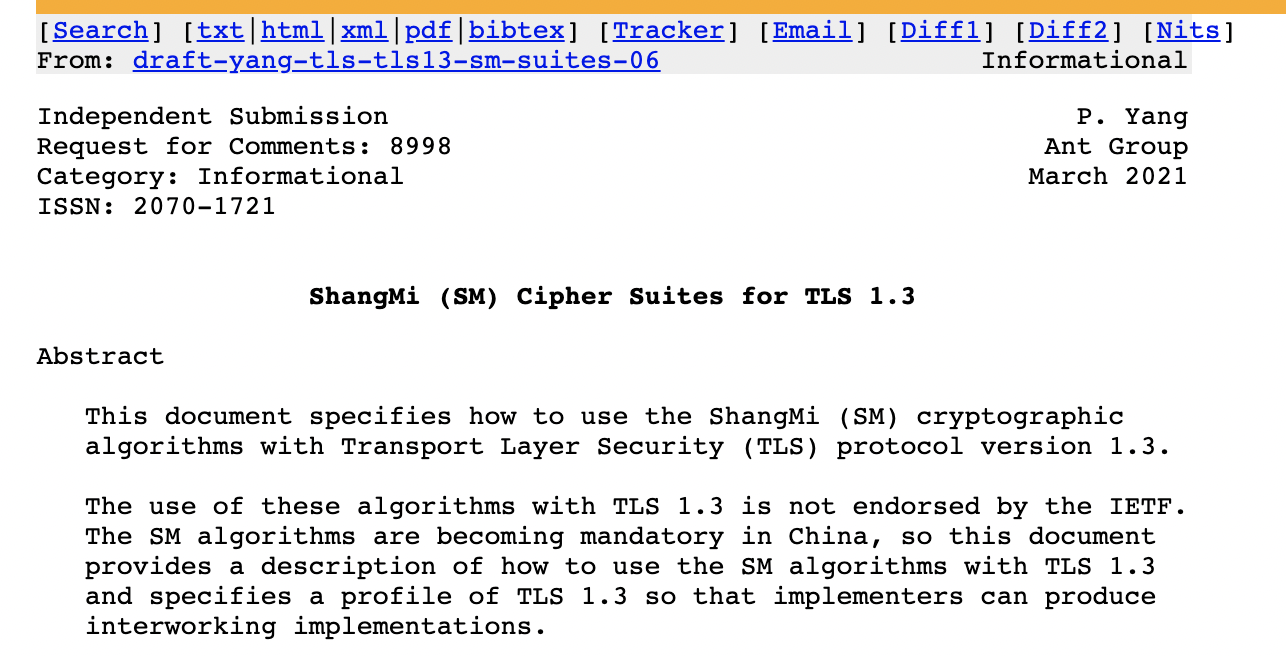 [Search] [txt|html|xml|pdf|bibtex] [Tracker] [Email] [Diff1] [Diff2] [Nits]
From: draft-yang-tls-tls13-sm-suites-06 Informational
Independent Submission P. Yang
Request for Comments: 8998 Ant Group
Category: Informational March 2021
ISSN: 2070-1721
ShangMi (SM) Cipher Suites for TLS 1.3
Abstract
This document specifies how to use the ShangMi (SM) cryptographic
algorithms with Transport Layer Security (TLS) protocol version 1.3.
The use of these algorithms with TLS 1.3 is not endorsed by the IETF.
The SM algorithms are becoming mandatory in China, so this document
provides a description of how to use the SM algorithms with TLS 1.3
and specifies a profile of TLS 1.3 so that implementers can produce
interworking implementations.